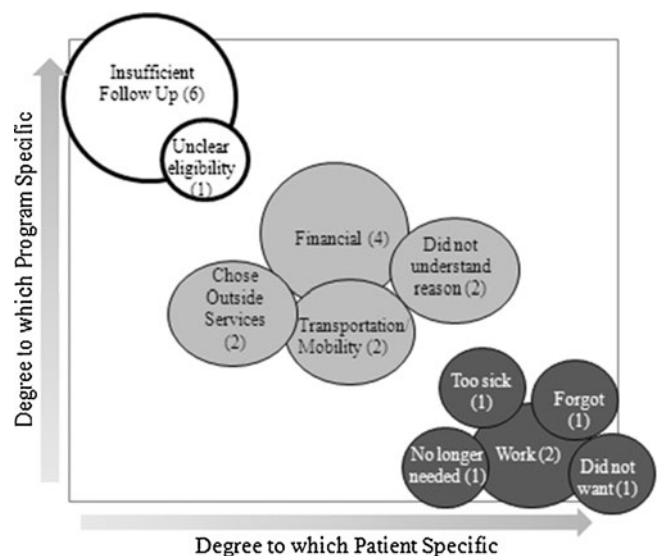 Degree to which Program Specific
Insufficient
Follow Up (6)
Unclear
eligibility
(1)
Financial (4)
Did not
understand
reason (2)
Chose
Outside
Services
(2)
Transportation/
Mobility (2)
Too sick
(1)
Forgot
(1)
No longer
needed (1)
Work (2)
Did not
want (1)
Degree to which Patient Specific